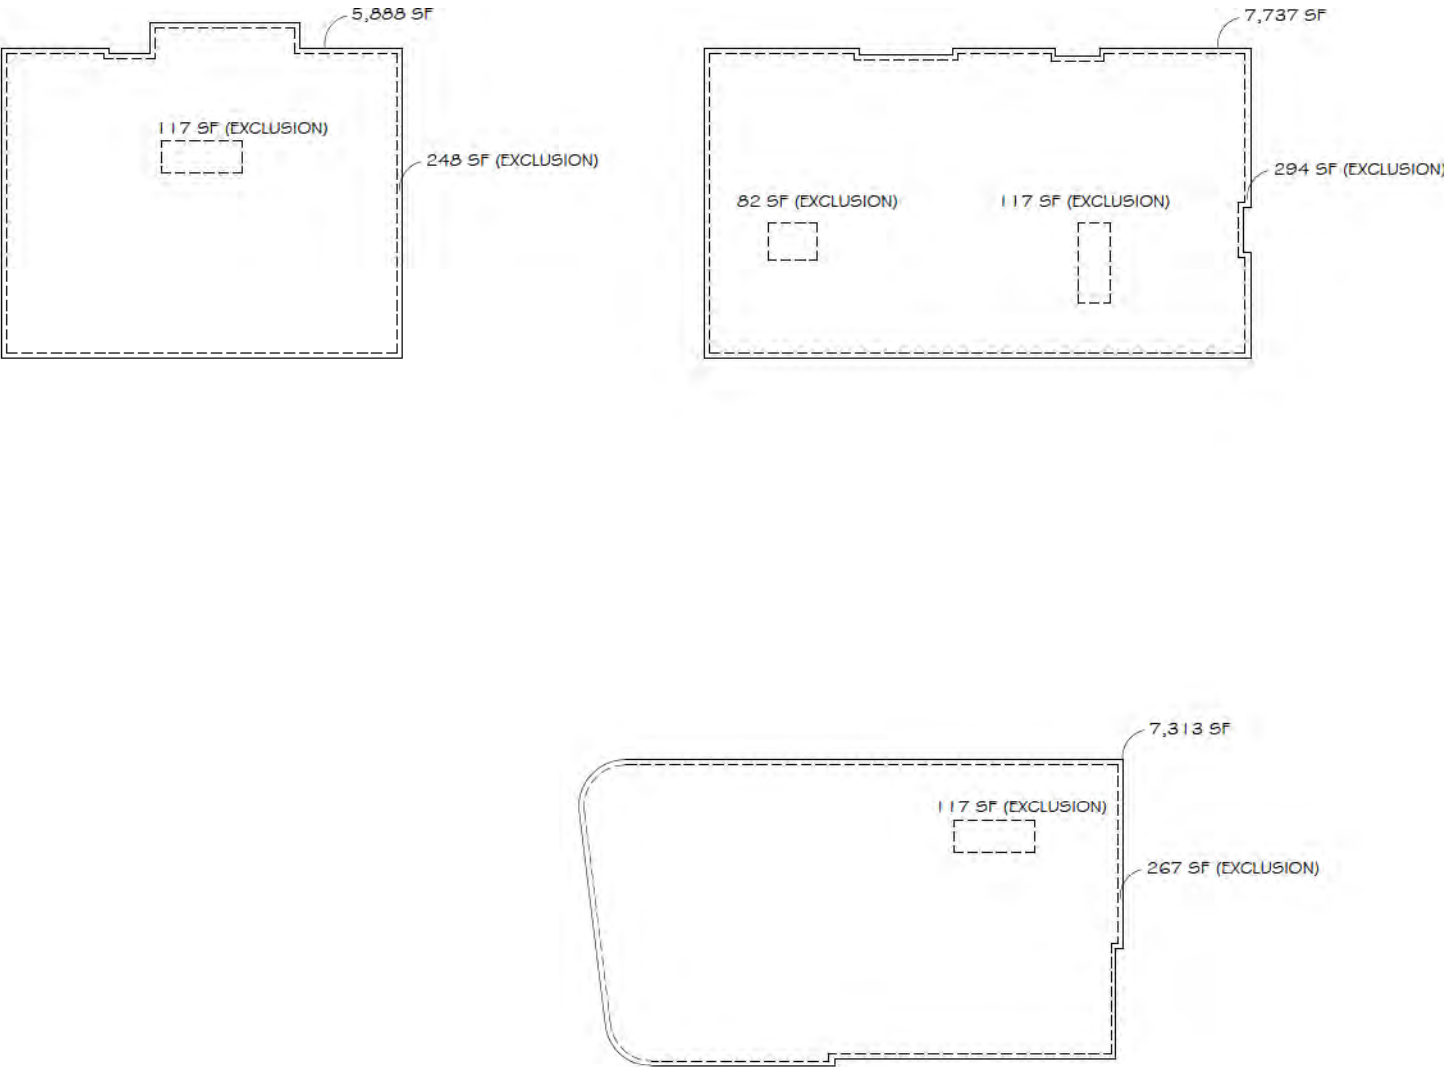 5,888 SF
7,737 SF
117 SF (EXCLUSION)
248 SF (EXCLUSION)
294 SF (EXCLUSION)
82 SF (EXCLUSION)
117 SF (EXCLUSION)
7,313 SF
117 SF (EXCLUSION)
267 SF (EXCLUSION)